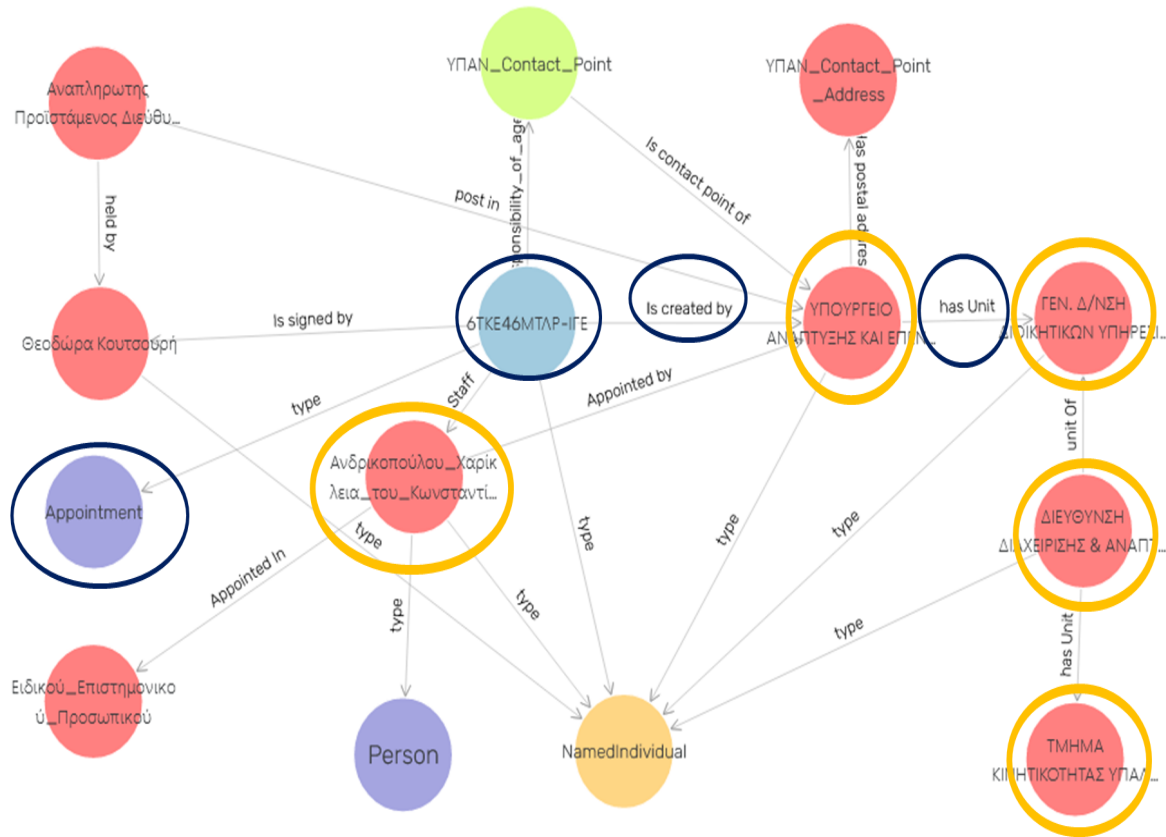 ΥΠΑΝ_Contact_Point
ΥΠΑΝ_Contact_Point
_Address
Αναπληρωτης
Προϊστάμενος Διεύθυ...
held by
post in
ponsibility_of_age
Is contact point of
Has postal addres
Θεοδώρα Κουτσουρή
Is signed by
6ΤΚΕ46ΜΤΛΡ-ΙΓΕ
Is created by
ΥΠΟΥΡΓΕΙΟ
ΑΝΑΠΤΥΞΗΣ ΚΑΙ ΕΠΕΝ...
has Unit
ΓΕΝ. Δ/ΝΣΗ
ΔΙΟΙΚΗΤΙΚΩΝ ΥΠΗΡΕΣΙ...
type
Staff
Appointed by
unit Of
Appointment
Ανδρικοπούλου_Χαρίκ
λεια_του_Κωνσταντί...
type
type
type
type
ΔΙΕΥΘΥΝΣΗ
ΔΙΑΧΕΙΡΙΣΗΣ & ΑΝΑΠΤ...
Appointed In
type
type
type
has Unit
Ειδικού_Επιστημονικο
ύ_Προσωπικού
Person
NamedIndividual
ΤΜΗΜΑ
ΚΙΝΗΤΙΚΟΤΗΤΑΣ ΥΠΑΛ...